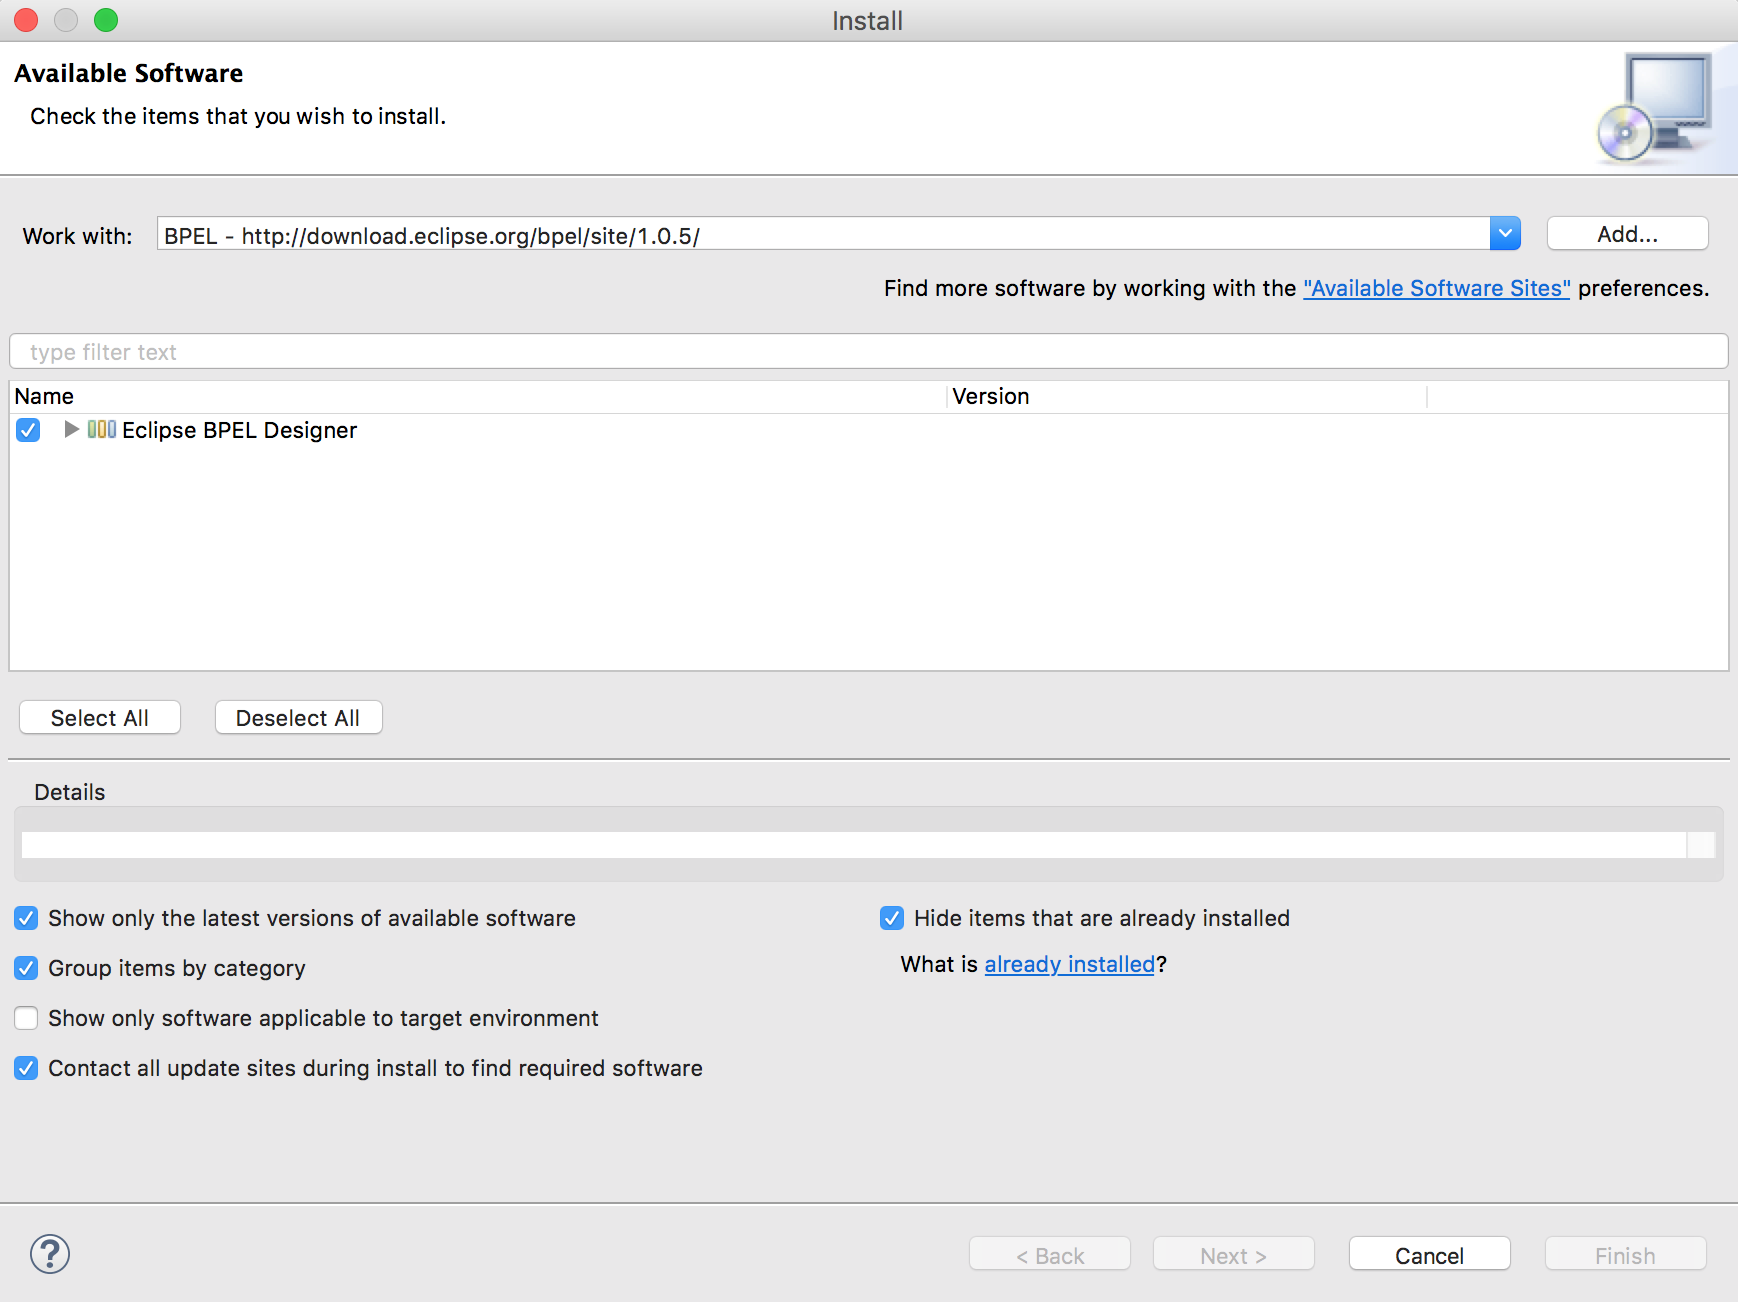 Install
Available Software
Check the items that you wish to install.
Work with: BPEL - http://download.eclipse.org/bpel/site/1.0.5/ Add...
Find more software by working with the "Available Software Sites" preferences.
type filter text
Name Version
Eclipse BPEL Designer
Select All Deselect All
Details
Show only the latest versions of available software Hide items that are already installed
Group items by category What is already installed?
Show only software applicable to target environment
Contact all update sites during install to find required software
? < Back Next > Cancel Finish